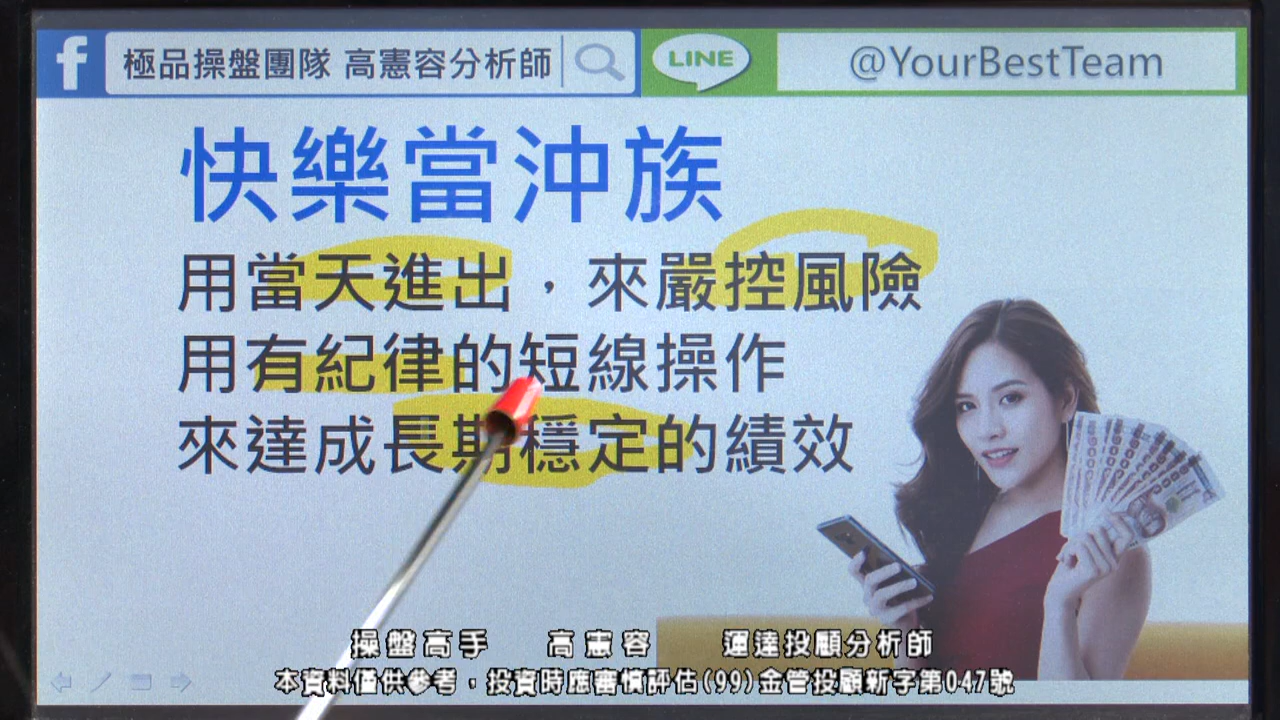 f 極品操盤團隊 高憲容分析師 LINE @YourBestTeam
快樂當沖族
用當天進出，來嚴控風險
用有紀律的短線操作
來達成長期穩定的績效
操盤高手 高憲容 運達投顧分析師
本資料僅供參考，投資時應審慎評估(99)金管投顧新字第047號